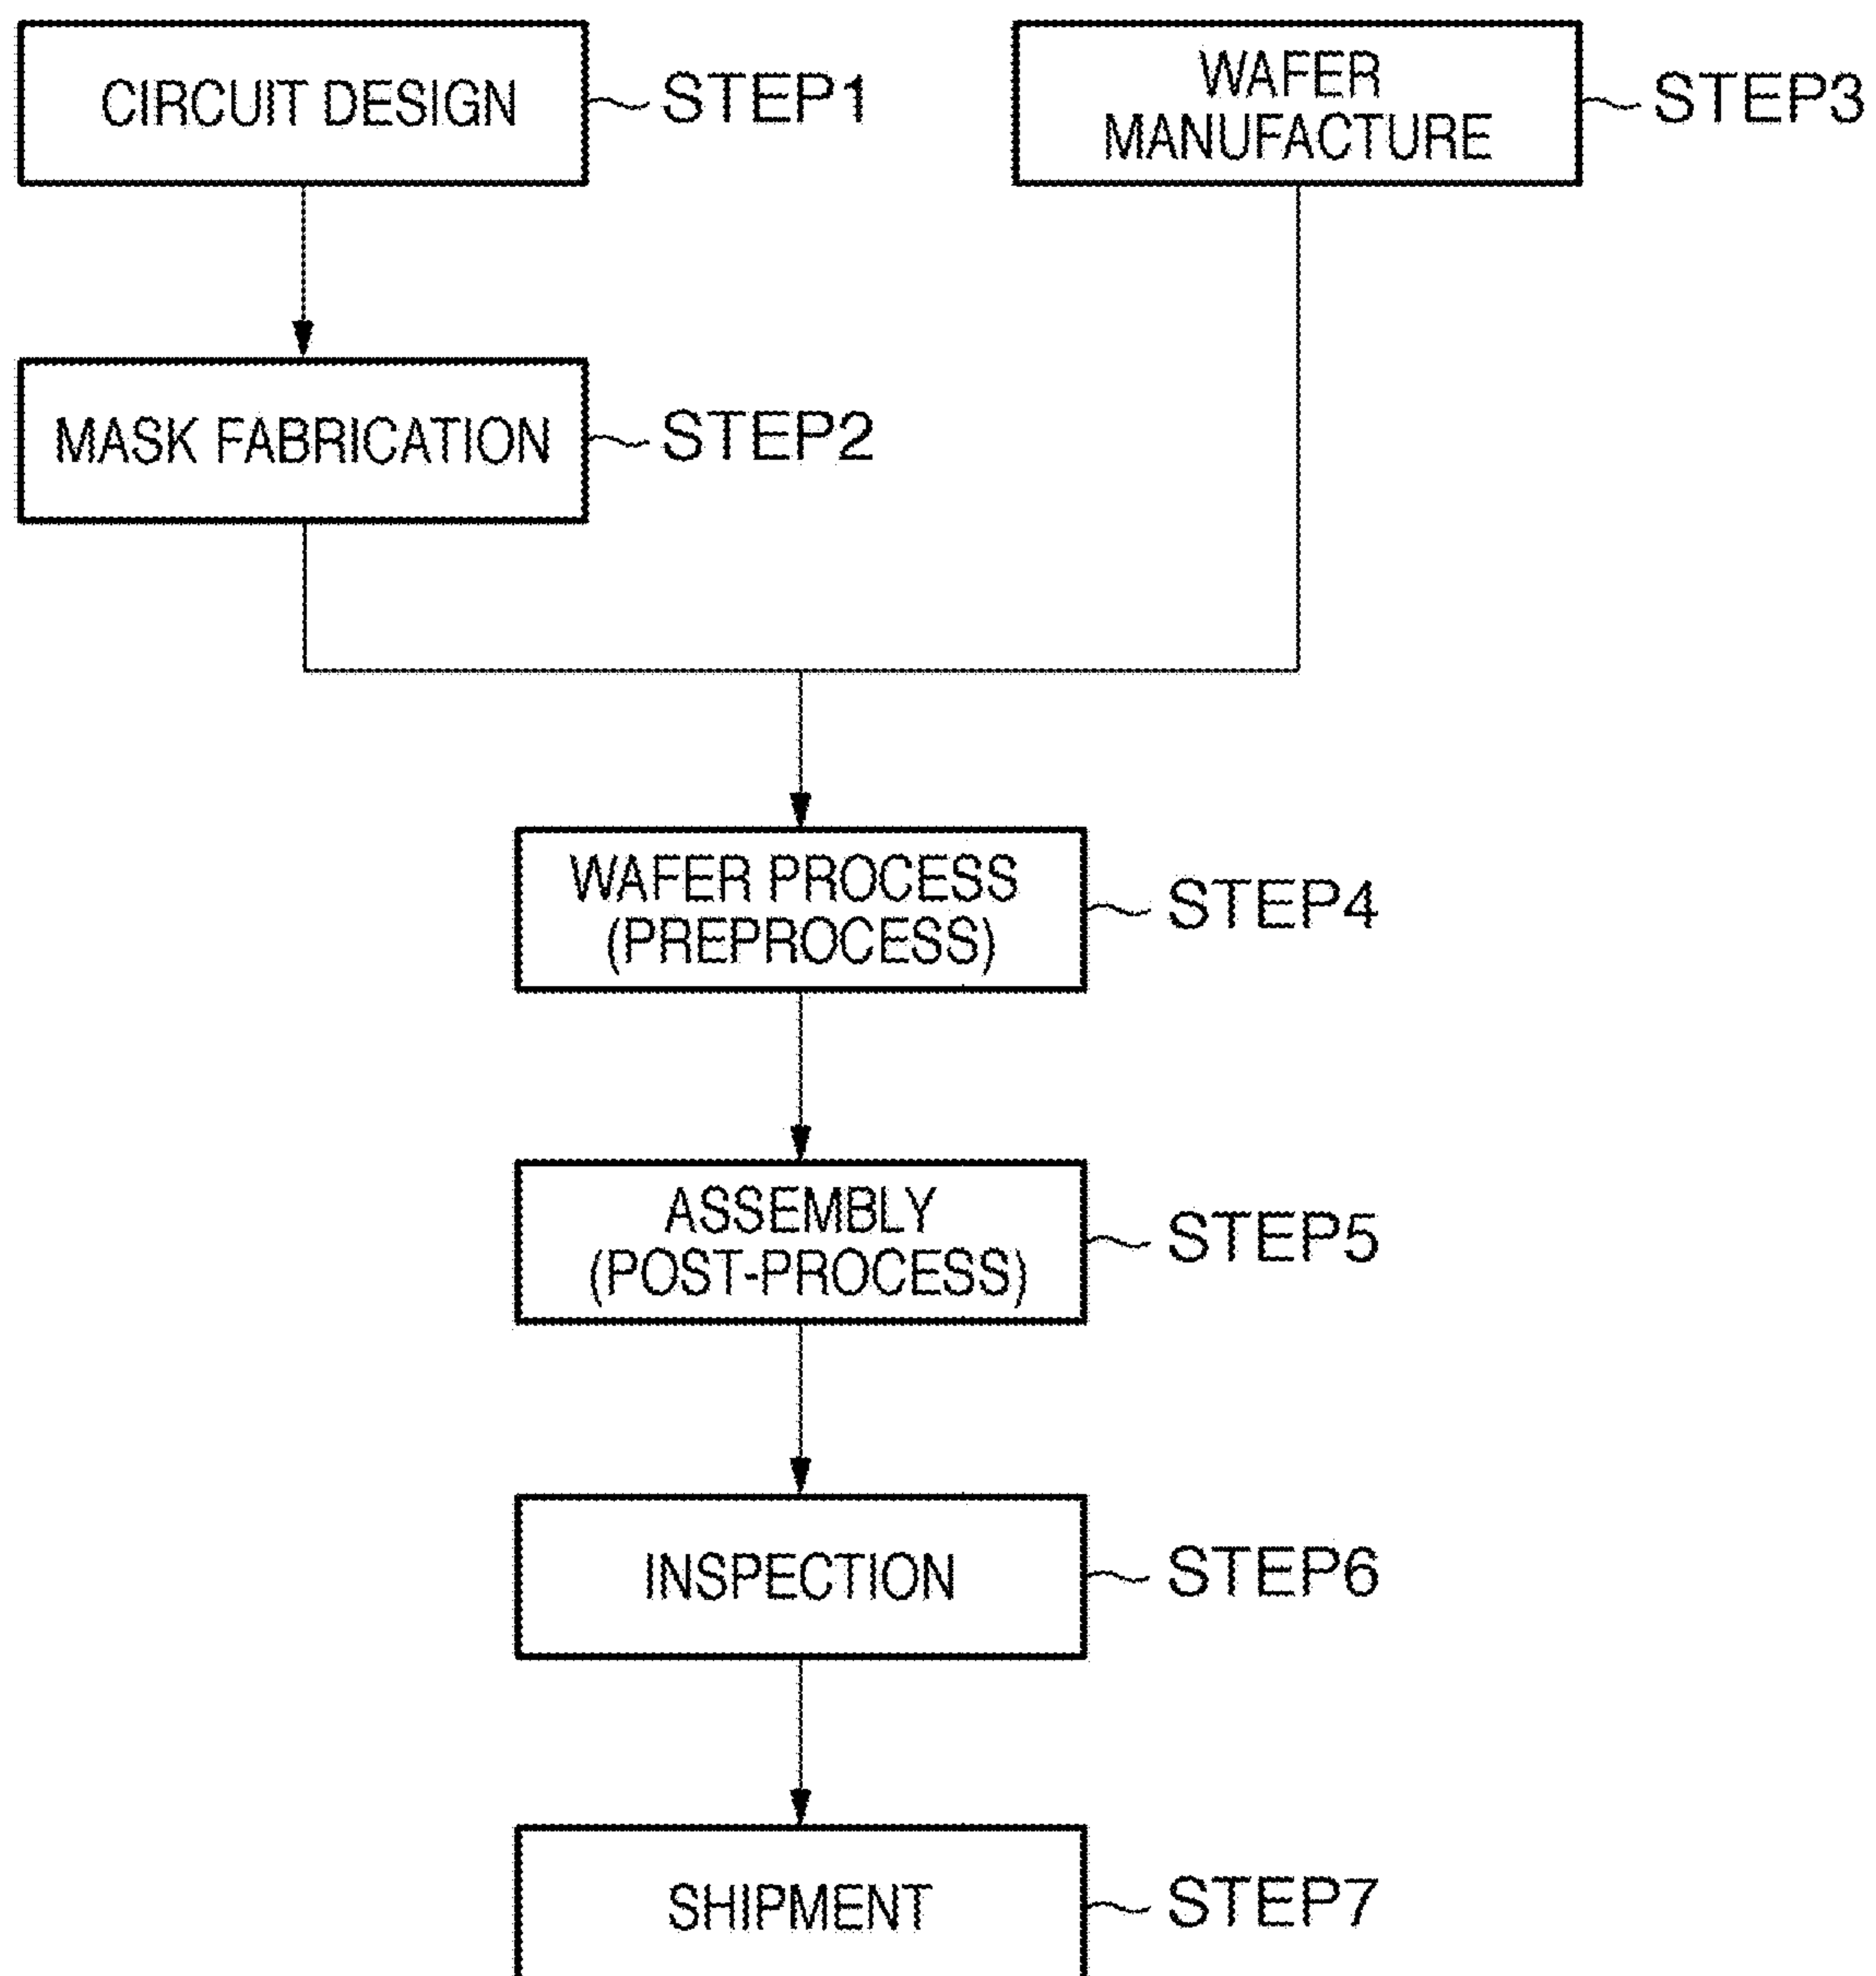 CIRCUIT DESIGN
STEP1
WAFER
MANUFACTURE
STEP3
MASK FABRICATION
STEP2
WAFER PROCESS
(PREPROCESS)
STEP4
ASSEMBLY
(POST-PROCESS)
STEP5
INSPECTION
STEP6
SHIPMENT
STEP7